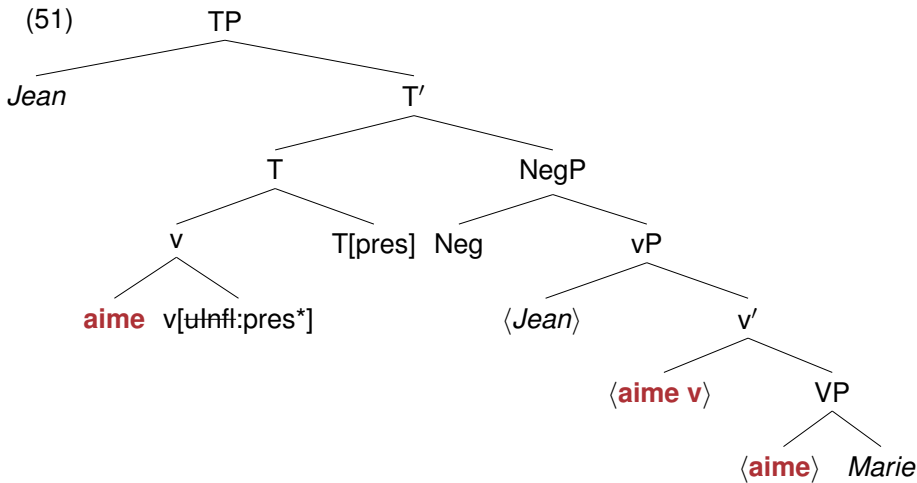 (51) TP
Jean T′
T NegP
v T[pres] Neg vP
aime v[uInfl:pres*] ⟨Jean⟩ v′
⟨aime v⟩ VP
⟨aime⟩ Marie